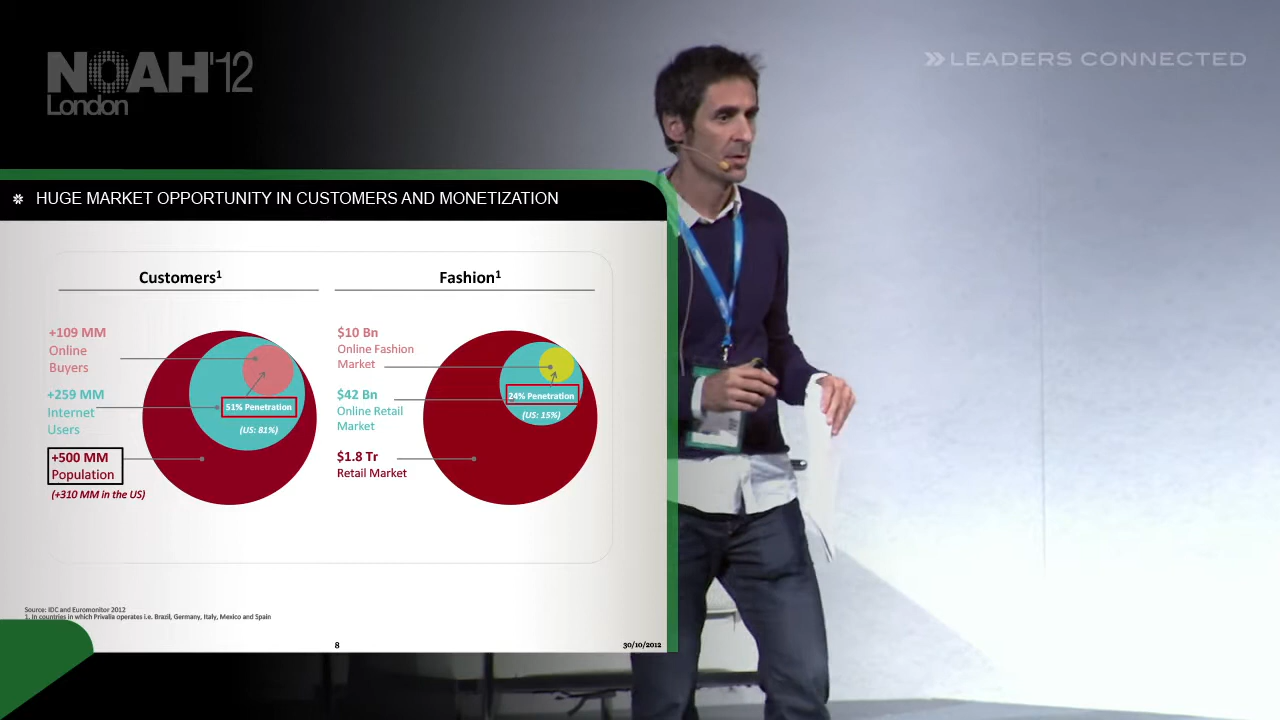 NOAH'12
London
LEADERS CONNECTED
HUGE MARKET OPPORTUNITY IN CUSTOMERS AND MONETIZATION
Customers¹
+109 MM
Online
Buyers
+259 MM
Internet
Users
+500 MM
Population
(+310 MM in the US)
51% Penetration
(US: 81%)
Fashion¹
$10 Bn
Online Fashion
Market
$42 Bn
Online Retail
Market
$1.8 Tr
Retail Market
24% Penetration
(US: 15%)
Source: IDC and Euromonitor 2012
1. In countries in which Privalia operates i.e. Brazil, Germany, Italy, Mexico and Spain
8
30/10/2012